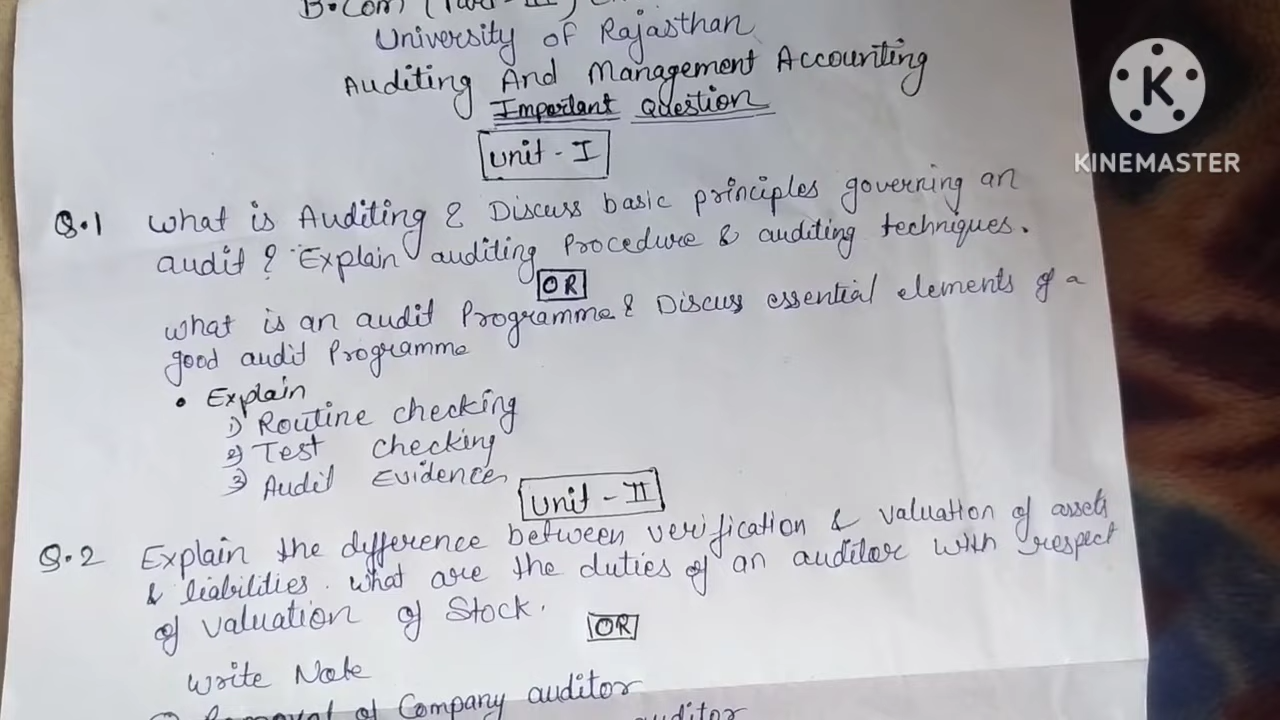 B.Com
University of Rajasthan
Auditing And Management Accounting
Important Question
Unit - I
Q.1 What is Auditing & Discuss basic principles governing an
audit? Explain auditing Procedure & auditing techniques.
OR
what is an audit Programme & Discuss essential elements of a
good audit Programme
• Explain
1) Routine checking
2) Test checking
3) Audit Evidence
Unit - II
Q.2 Explain the difference between verification & valuation of assets
& liabilities. What are the duties of an auditor with respect
of valuation of Stock.
OR
Write Note
Removal of Company auditor
auditor
K
KINEMASTER